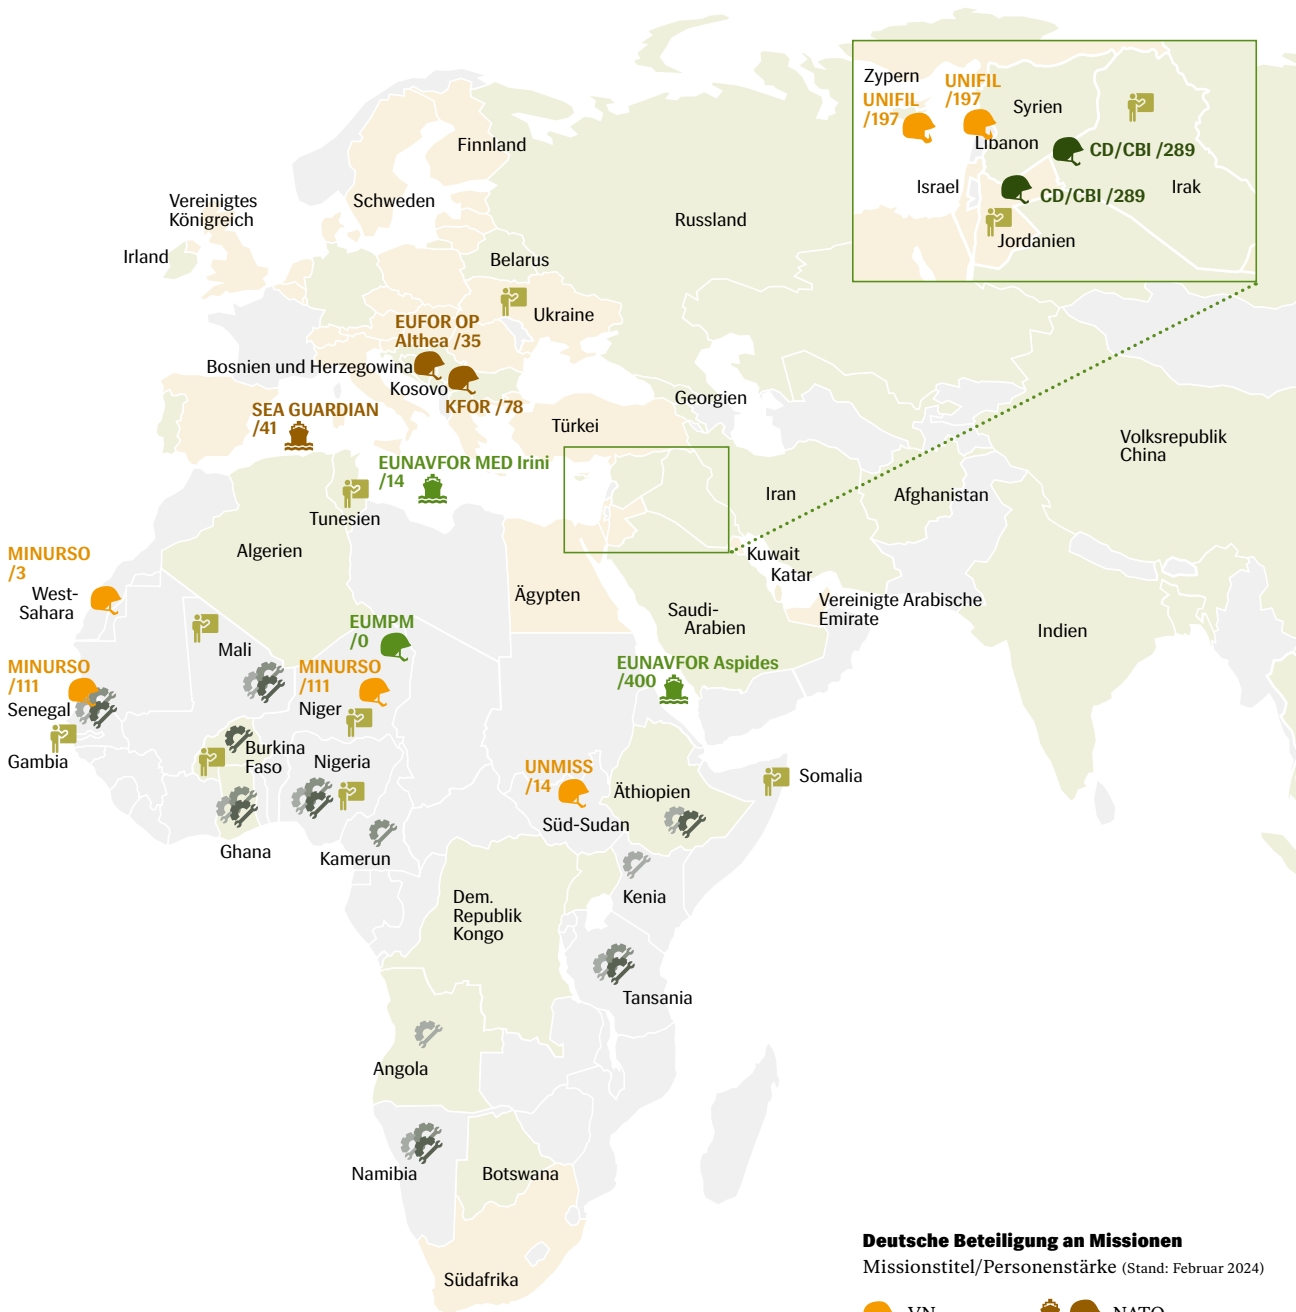 Zypern
UNIFIL
/197
UNIFIL
/197
Syrien
Libanon
CD/CBI /289
Israel
Irak
CD/CBI /289
Jordanien
Finnland
Vereinigtes
Königreich
Schweden
Russland
Irland
Belarus
Ukraine
EUFOR OP
Althea /35
Bosnien und Herzegowina
Kosovo
KFOR /78
SEA GUARDIAN
/41
Georgien
Türkei
Volksrepublik
China
EUNAVFOR MED Irini
/14
Iran
Afghanistan
Tunesien
Algerien
Kuwait
Katar
MINURSO
/3
West-
Sahara
Ägypten
Saudi-
Arabien
Vereinigte Arabische
Emirate
Indien
EUMPM
/0
Mali
MINURSO
/111
Senegal
MINURSO
/111
Niger
EUNAVFOR Aspides
/400
Gambia
Burkina
Faso
Nigeria
UNMISS
/14
Äthiopien
Somalia
Süd-Sudan
Ghana
Kamerun
Kenia
Dem.
Republik
Kongo
Tansania
Angola
Namibia
Botswana
Südafrika
Deutsche Beteiligung an Missionen
Missionstitel/Personenstärke (Stand: Februar 2024)
VN
NATO